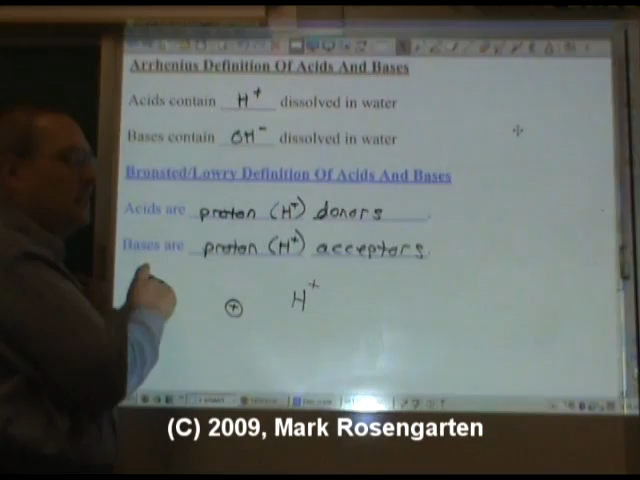 Arrhenius Definition Of Acids And Bases
Acids contain H⁺ dissolved in water
Bases contain OH⁻ dissolved in water
Bronsted/Lowry Definition Of Acids And Bases
Acids are proton (H⁺) donors.
Bases are proton (H⁺) acceptors.
⊕ H⁺
(C) 2009, Mark Rosengarten